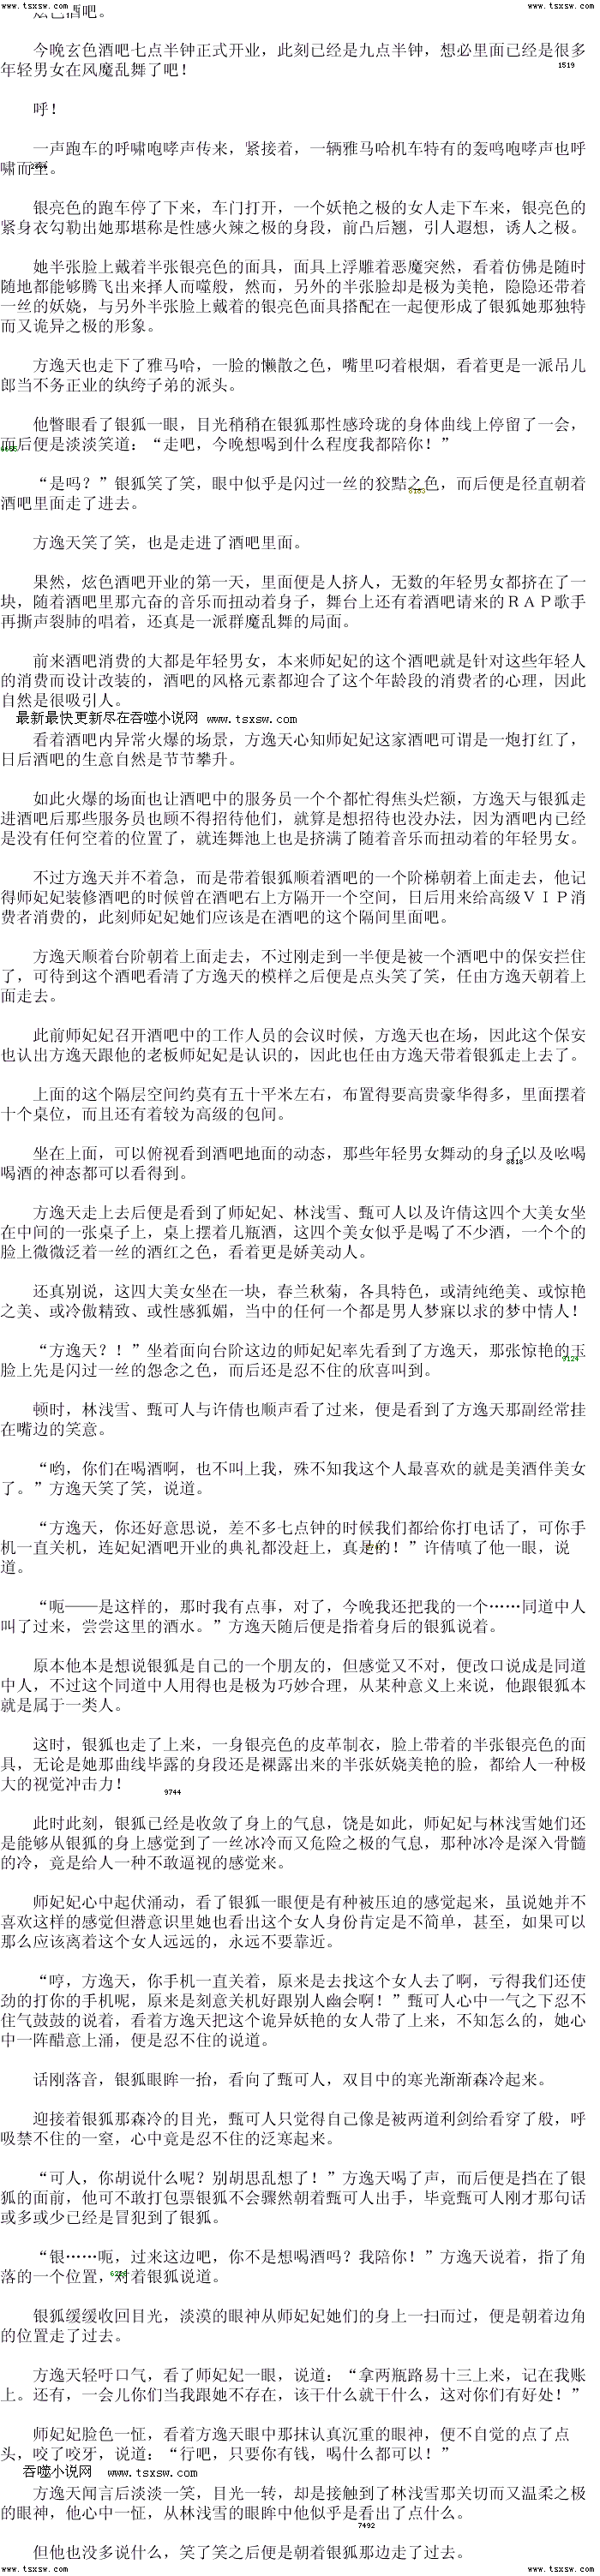 www.tsxsw.com www.tsxsw.com
炫色酒吧。
今晚玄色酒吧七点半钟正式开业，此刻已经是九点半钟，想必里面已经是很多
年轻男女在风魔乱舞了吧！
1519
呼！
一声跑车的呼啸咆哮声传来，紧接着，一辆雅马哈机车特有的轰鸣咆哮声也呼
啸而至。
银亮色的跑车停了下来，车门打开，一个妖艳之极的女人走下车来，银亮色的
紧身衣勾勒出她那堪称是性感火辣之极的身段，前凸后翘，引人遐想，诱人之极。
她半张脸上戴着半张银亮色的面具，面具上浮雕着恶魔突然，看着仿佛是随时
随地都能够腾飞出来择人而噬般，然而，另外的半张脸却是极为美艳，隐隐还带着
一丝的妖娆，与另外半张脸上戴着的银亮色面具搭配在一起便形成了银狐她那独特
而又诡异之极的形象。
方逸天也走下了雅马哈，一脸的懒散之色，嘴里叼着根烟，看着更是一派吊儿
郎当不务正业的纨绔子弟的派头。
他瞥眼看了银狐一眼，目光稍稍在银狐那性感玲珑的身体曲线上停留了一会，
而后便是淡淡笑道：“走吧，今晚想喝到什么程度我都陪你！”
“是吗？”银狐笑了笑，眼中似乎是闪过一丝的狡黠之色，而后便是径直朝着
酒吧里面走了进去。
方逸天笑了笑，也是走进了酒吧里面。
果然，炫色酒吧开业的第一天，里面便是人挤人，无数的年轻男女都挤在了一
块，随着酒吧里那亢奋的音乐而扭动着身子，舞台上还有着酒吧请来的ＲＡＰ歌手
再撕声裂肺的唱着，还真是一派群魔乱舞的局面。
前来酒吧消费的大都是年轻男女，本来师妃妃的这个酒吧就是针对这些年轻人
的消费而设计改装的，酒吧的风格元素都迎合了这个年龄段的消费者的心理，因此
自然是很吸引人。
最新最快更新尽在吞噬小说网 www.tsxsw.com
看着酒吧内异常火爆的场景，方逸天心知师妃妃这家酒吧可谓是一炮打红了，
日后酒吧的生意自然是节节攀升。
如此火爆的场面也让酒吧中的服务员一个个都忙得焦头烂额，方逸天与银狐走
进酒吧后那些服务员也顾不得招待他们，就算是想招待也没办法，因为酒吧内已经
是没有任何空着的位置了，就连舞池上也是挤满了随着音乐而扭动着的年轻男女。
不过方逸天并不着急，而是带着银狐顺着酒吧的一个阶梯朝着上面走去，他记
得师妃妃装修酒吧的时候曾在酒吧右上方隔开一个空间，日后用来给高级ＶＩＰ消
费者消费的，此刻师妃妃她们应该是在酒吧的这个隔间里面吧。
方逸天顺着台阶朝着上面走去，不过刚走到一半便是被一个酒吧中的保安拦住
了，可待到这个酒吧看清了方逸天的模样之后便是点头笑了笑，任由方逸天朝着上
面走去。
此前师妃妃召开酒吧中的工作人员的会议时候，方逸天也在场，因此这个保安
也认出方逸天跟他的老板师妃妃是认识的，因此也任由方逸天带着银狐走上去了。
上面的这个隔层空间约莫有五十平米左右，布置得要高贵豪华得多，里面摆着
十个桌位，而且还有着较为高级的包间。
坐在上面，可以俯视看到酒吧地面的动态，那些年轻男女舞动的身子以及吆喝
喝酒的神态都可以看得到。
8818
方逸天走上去后便是看到了师妃妃、林浅雪、甄可人以及许倩这四个大美女坐
在中间的一张桌子上，桌上摆着几瓶酒，这四个美女似乎是喝了不少酒，一个个的
脸上微微泛着一丝的酒红之色，看着更是娇美动人。
还真别说，这四大美女坐在一块，春兰秋菊，各具特色，或清纯绝美、或惊艳
之美、或冷傲精致、或性感狐媚，当中的任何一个都是男人梦寐以求的梦中情人！
“方逸天？！”坐着面向台阶这边的师妃妃率先看到了方逸天，那张惊艳的玉
脸上先是闪过一丝的怨念之色，而后还是忍不住的欣喜叫到。
9124
顿时，林浅雪、甄可人与许倩也顺声看了过来，便是看到了方逸天那副经常挂
在嘴边的笑意。
“哟，你们在喝酒啊，也不叫上我，殊不知我这个人最喜欢的就是美酒伴美女
了。”方逸天笑了笑，说道。
“方逸天，你还好意思说，差不多七点钟的时候我们都给你打电话了，可你手
机一直关机，连妃妃酒吧开业的典礼都没赶上，真是的！”许倩嗔了他一眼，说
道。
“呃——是这样的，那时我有点事，对了，今晚我还把我的一个……同道中人
叫了过来，尝尝这里的酒水。”方逸天随后便是指着身后的银狐说着。
原本他本是想说银狐是自己的一个朋友的，但感觉又不对，便改口说成是同道
中人，不过这个同道中人用得也是极为巧妙合理，从某种意义上来说，他跟银狐本
就是属于一类人。
这时，银狐也走了上来，一身银亮色的皮革制衣，脸上带着的半张银亮色的面
具，无论是她那曲线毕露的身段还是裸露出来的半张妖娆美艳的脸，都给人一种极
大的视觉冲击力！
9744
此时此刻，银狐已经是收敛了身上的气息，饶是如此，师妃妃与林浅雪她们还
是能够从银狐的身上感觉到了一丝冰冷而又危险之极的气息，那种冰冷是深入骨髓
的冷，竟是给人一种不敢逼视的感觉来。
师妃妃心中起伏涌动，看了银狐一眼便是有种被压迫的感觉起来，虽说她并不
喜欢这样的感觉但潜意识里她也看出这个女人身份肯定是不简单，甚至，如果可以
那么应该离着这个女人远远的，永远不要靠近。
“哼，方逸天，你手机一直关着，原来是去找这个女人去了啊，亏得我们还使
劲的打你的手机呢，原来是刻意关机好跟别人幽会啊！”甄可人心中一气之下忍不
住气鼓鼓的说着，看着方逸天把这个诡异妖艳的女人带了上来，不知怎么的，她心
中一阵醋意上涌，便是忍不住的说道。
话刚落音，银狐眼眸一抬，看向了甄可人，双目中的寒光渐渐森冷起来。
迎接着银狐那森冷的目光，甄可人只觉得自己像是被两道利剑给看穿了般，呼
吸禁不住的一窒，心中竟是忍不住的泛寒起来。
“可人，你胡说什么呢？别胡思乱想了！”方逸天喝了声，而后便是挡在了银
狐的面前，他可不敢打包票银狐不会骤然朝着甄可人出手，毕竟甄可人刚才那句话
或多或少已经是冒犯到了银狐。
“银……呃，过来这边吧，你不是想喝酒吗？我陪你！”方逸天说着，指了角
落的一个位置，对着银狐说道。
银狐缓缓收回目光，淡漠的眼神从师妃妃她们的身上一扫而过，便是朝着边角
的位置走了过去。
方逸天轻吁口气，看了师妃妃一眼，说道：“拿两瓶路易十三上来，记在我账
上。还有，一会儿你们当我跟她不存在，该干什么就干什么，这对你们有好处！”
师妃妃脸色一怔，看着方逸天眼中那抹认真沉重的眼神，便不自觉的点了点
头，咬了咬牙，说道：“行吧，只要你有钱，喝什么都可以！”
吞噬小说网 www.tsxsw.com
方逸天闻言后淡淡一笑，目光一转，却是接触到了林浅雪那关切而又温柔之极
的眼神，他心中一怔，从林浅雪的眼眸中他似乎是看出了点什么。
7492
但他也没多说什么，笑了笑之后便是朝着银狐那边走了过去。
www.tsxsw.com www.tsxsw.com